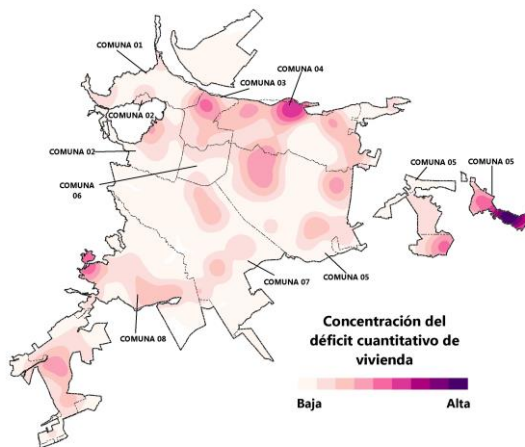 COMUNA 01
COMUNA 04
COMUNA 03
COMUNA 02
COMUNA 02
COMUNA 05
COMUNA 05
COMUNA 06
COMUNA 07
COMUNA 05
COMUNA 08
Concentración del
déficit cuantitativo de
vivienda
Baja Alta